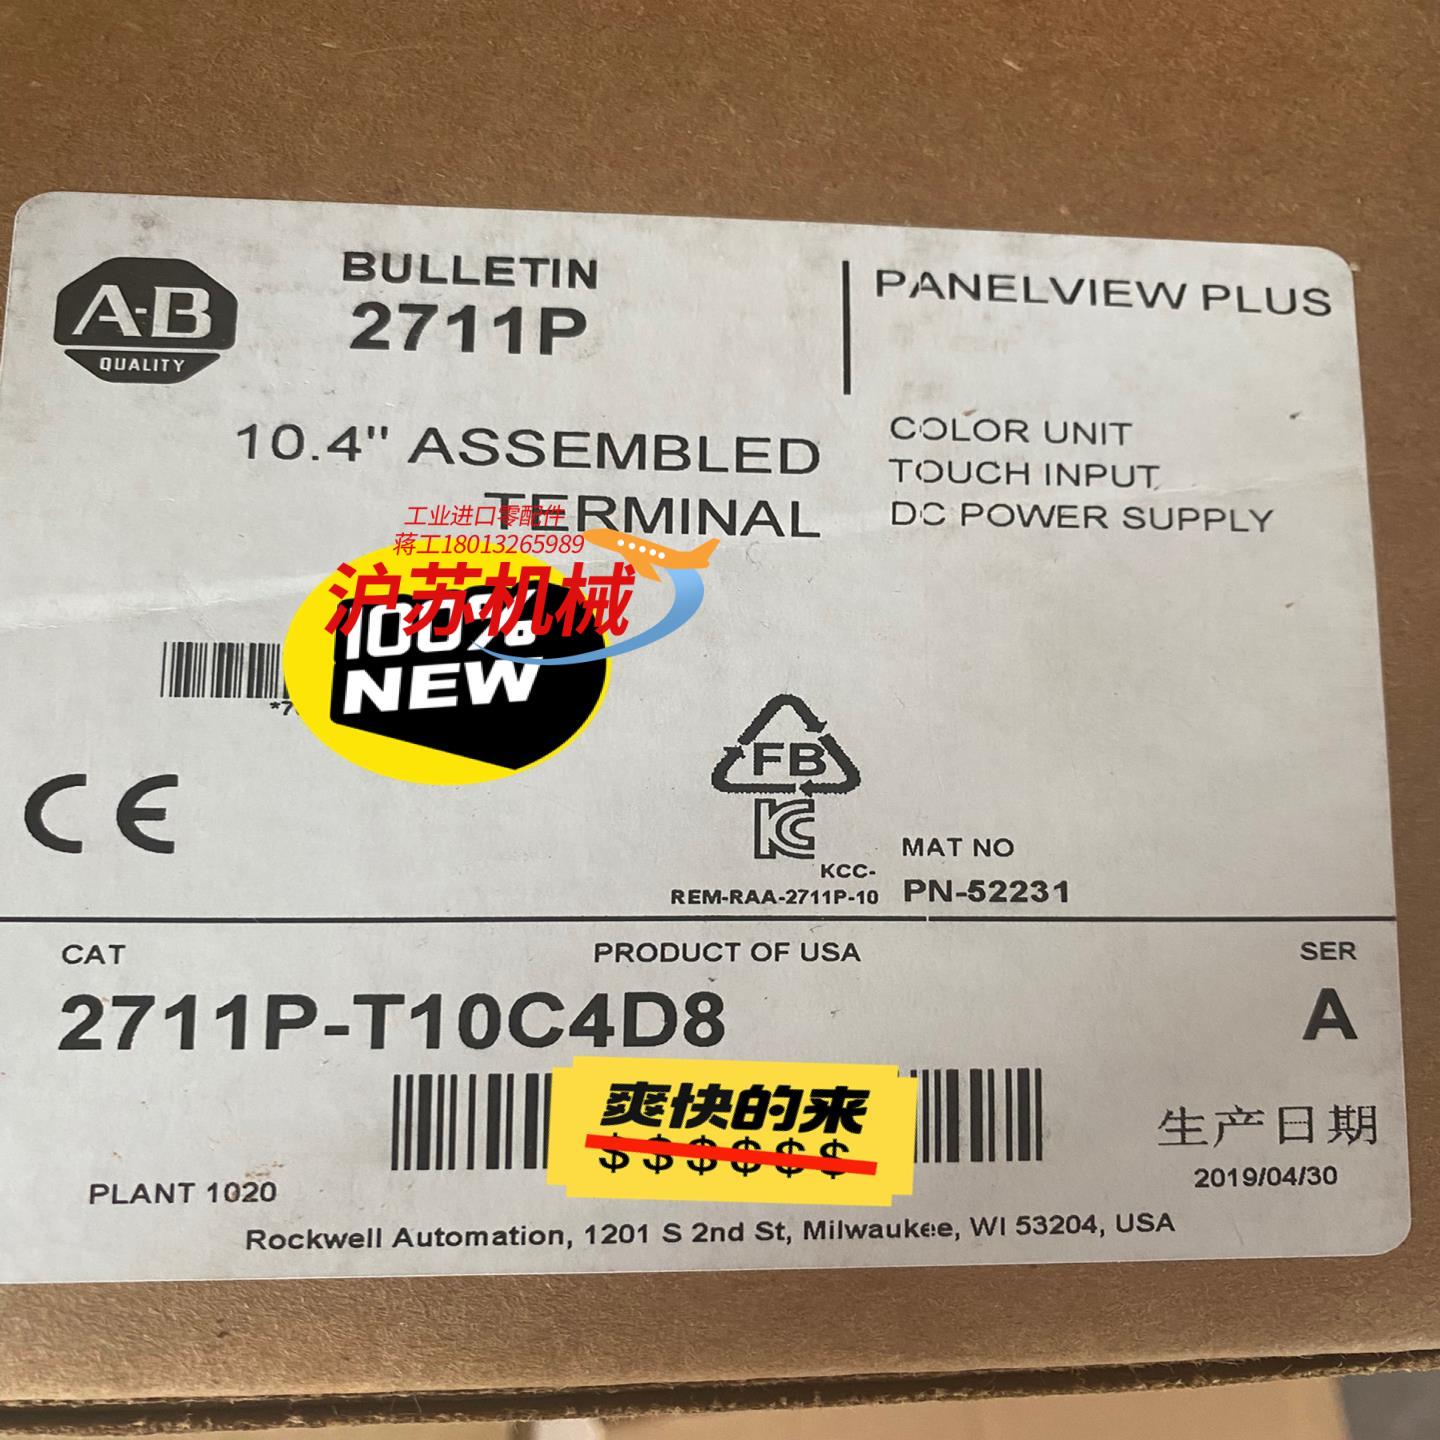 A-B
QUALITY
BULLETIN
2711P
PANELVIEW PLUS
10.4" ASSEMBLED
TERMINAL
COLOR UNIT
TOUCH INPUT
DC POWER SUPPLY
工业进口零配件
蒋工18013265989
沪苏机械
100%
NEW
*7
CE
FB
KCC-
REM-RAA-2711P-10
MAT NO
PN-52231
CAT
PRODUCT OF USA
SER
2711P-T10C4D8
A
爽快的来
$$$$$$
生产日期
2019/04/30
PLANT 1020
Rockwell Automation, 1201 S 2nd St, Milwaukee, WI 53204, USA